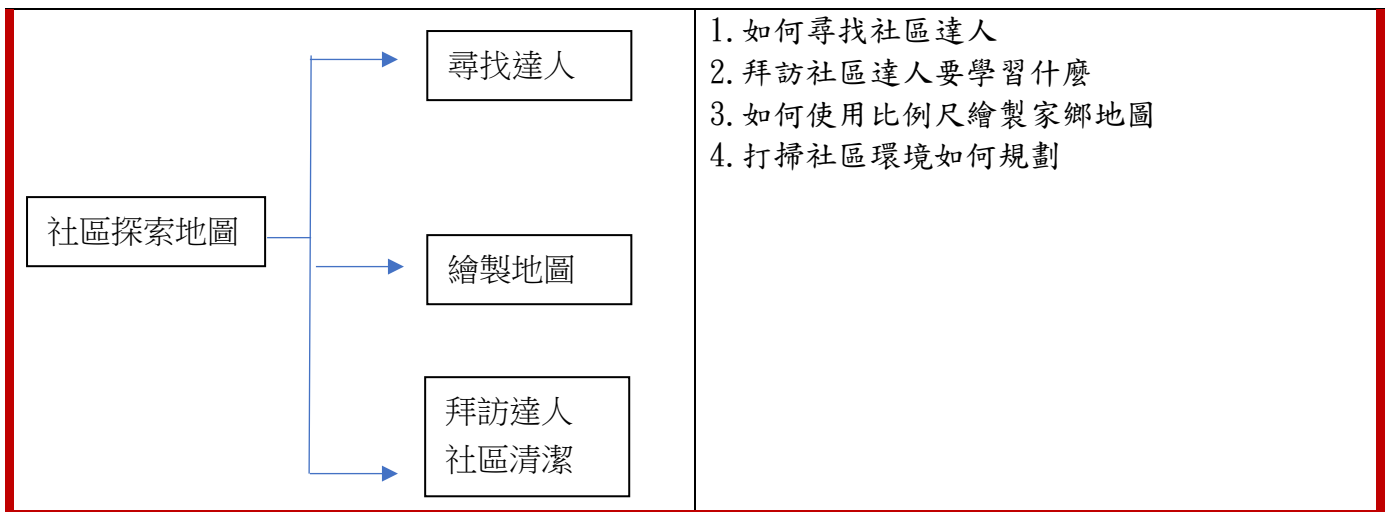 社區探索地圖
尋找達人
繪製地圖
拜訪達人
社區清潔
1.如何尋找社區達人
2.拜訪社區達人要學習什麼
3.如何使用比例尺繪製家鄉地圖
4.打掃社區環境如何規劃